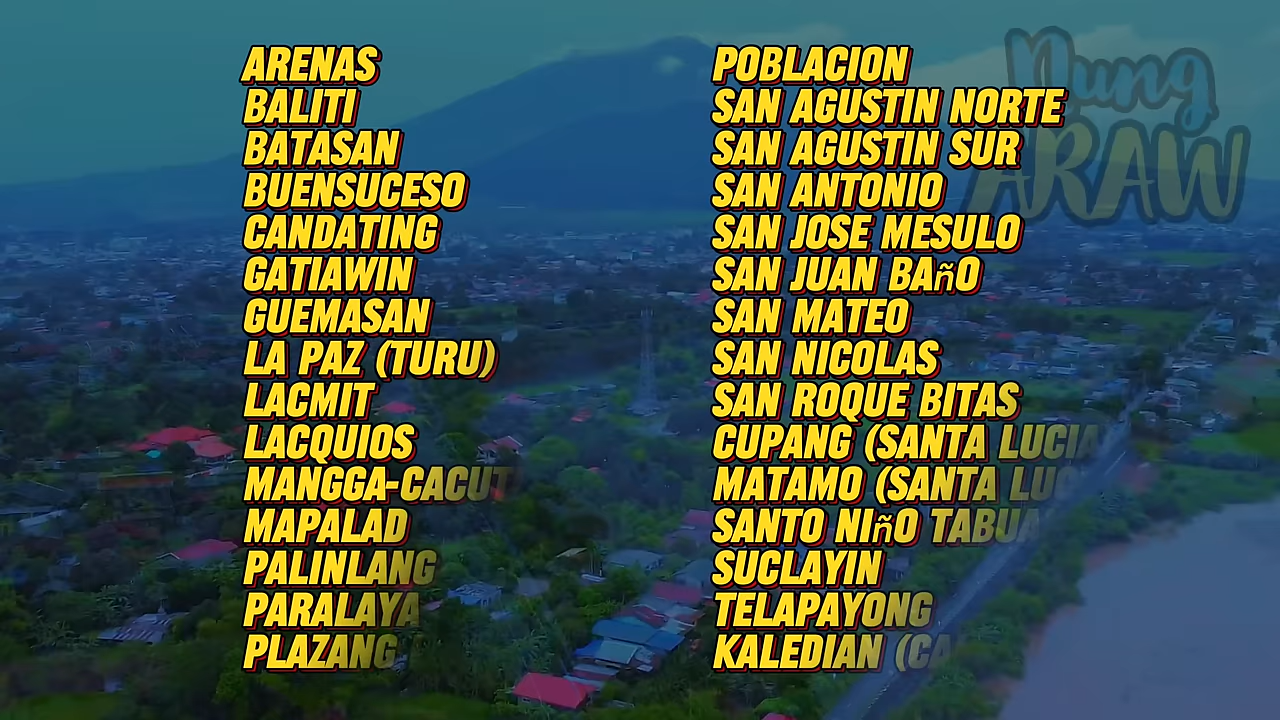 ARENAS
BALITI
BATASAN
BUENSUCESO
CANDATING
GATIAWIN
GUEMASAN
LA PAZ (TURU)
LACMIT
LACQUIOS
MANGGA-CACUT
MAPALAD
PALINLANG
PARALAYA
PLAZANG
POBLACION
SAN AGUSTIN NORTE
SAN AGUSTIN SUR
SAN ANTONIO
SAN JOSE MESULO
SAN JUAN BAñO
SAN MATEO
SAN NICOLAS
SAN ROQUE BITAS
CUPANG (SANTA LUCIA
MATAMO (SANTA
SANTO NIñO
SUCLAYIN
TELAPAYONG
KALEDIAN
Nung
ARAW